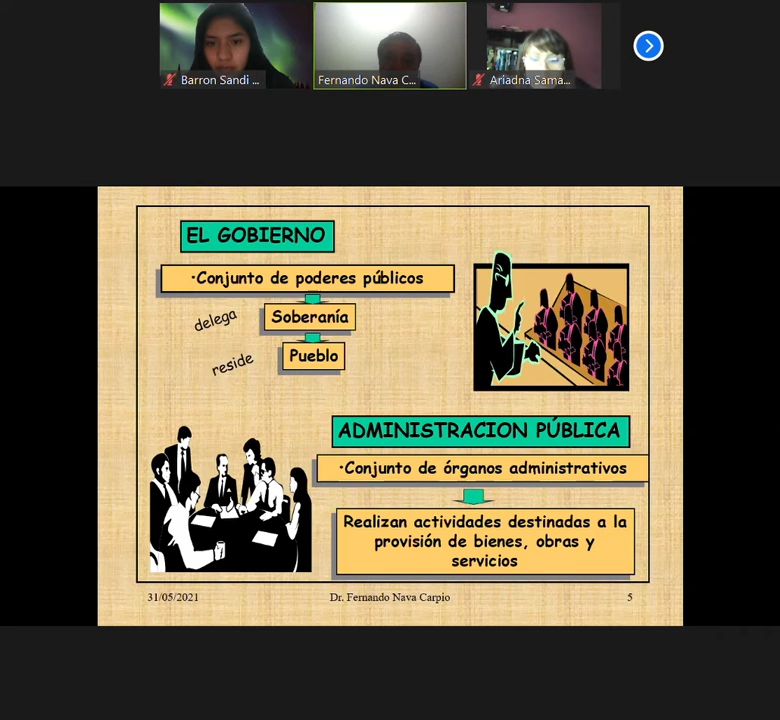 Barron Sandi ...
Fernando Nava C...
Ariadna Sama...
EL GOBIERNO
·Conjunto de poderes públicos
delega
Soberanía
reside
Pueblo
ADMINISTRACION PÚBLICA
·Conjunto de órganos administrativos
Realizan actividades destinadas a la
provisión de bienes, obras y
servicios
31/05/2021
Dr. Fernando Nava Carpio
5